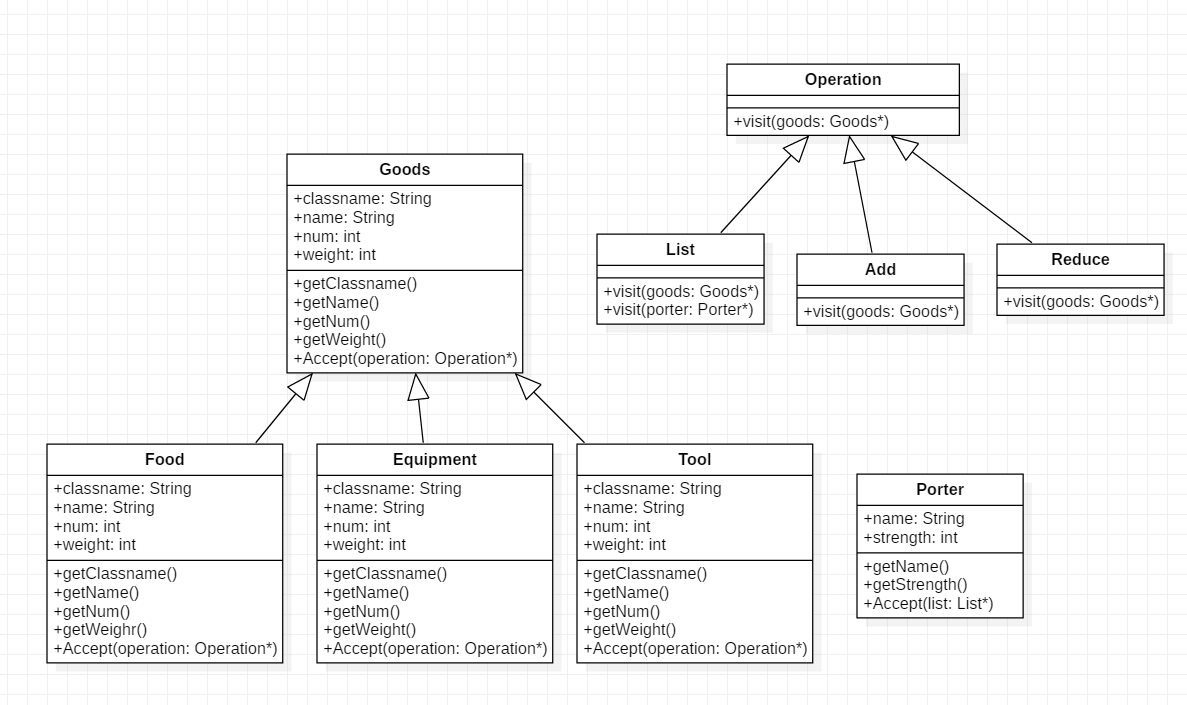 Operation
+visit(goods: Goods*)
Goods
+classname: String
+name: String
+num: int
+weight: int
+getClassname()
+getName()
+getNum()
+getWeight()
+Accept(operation: Operation*)
List
+visit(goods: Goods*)
+visit(porter: Porter*)
Add
+visit(goods: Goods*)
Reduce
+visit(goods: Goods*)
Food
+classname: String
+name: String
+num: int
+weight: int
+getClassname()
+getName()
+getNum()
+getWeighr()
+Accept(operation: Operation*)
Equipment
+classname: String
+name: String
+num: int
+weight: int
+getClassname()
+getName()
+getNum()
+getWeight()
+Accept(operation: Operation*)
Tool
+classname: String
+name: String
+num: int
+weight: int
+getClassname()
+getName()
+getNum()
+getWeight()
+Accept(operation: Operation*)
Porter
+name: String
+strength: int
+getName()
+getStrength()
+Accept(list: List*)